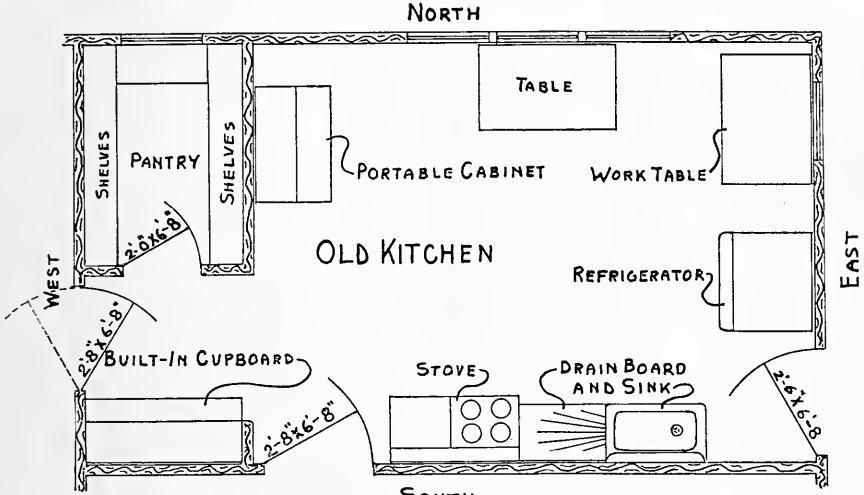 NORTH
TABLE
SHELVES
PANTRY
SHELVES
PORTABLE CABINET
WORK TABLE
2'-0"X6'-8"
OLD KITCHEN
WEST
EAST
REFRIGERATOR
2'-8"X6'-8"
BUILT-IN CUPBOARD
STOVE
DRAIN BOARD
AND SINK
2'-8"X6'-8"
2'-6"X6'-8
SOUTH